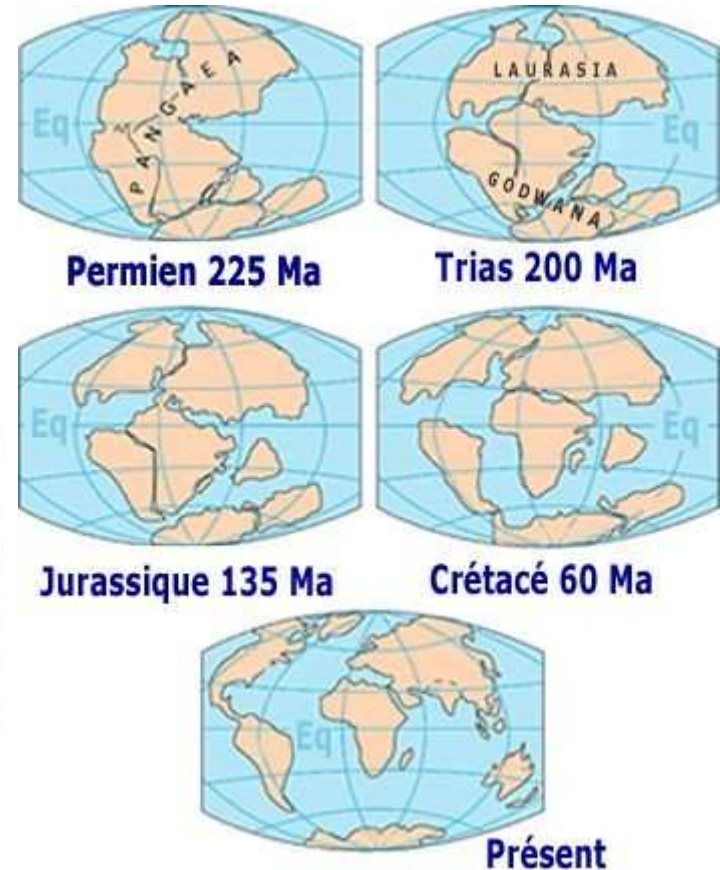 PANGAEA
Eq
Permien 225 Ma
LAURASIA
Eq
GODWANA
Trias 200 Ma
Eq
Jurassique 135 Ma
Eq
Crétacé 60 Ma
Eq
Présent